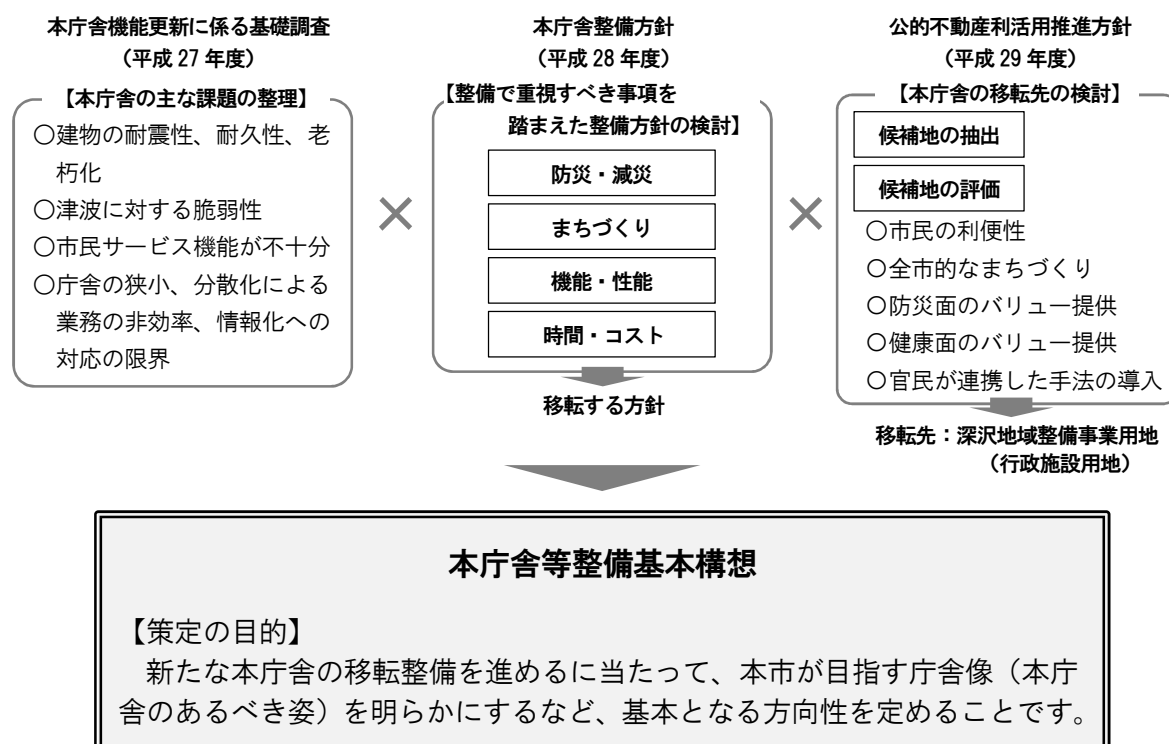 本庁舎機能更新に係る基礎調査
（平成 27 年度）
【本庁舎の主な課題の整理】
〇建物の耐震性、耐久性、老
朽化
〇津波に対する脆弱性
〇市民サービス機能が不十分
〇庁舎の狭小、分散化による
業務の非効率、情報化への
対応の限界
×
本庁舎整備方針
（平成 28 年度）
【整備で重視すべき事項を
踏まえた整備方針の検討】
防災・減災
まちづくり
機能・性能
時間・コスト
移転する方針
×
公的不動産利活用推進方針
（平成 29 年度）
【本庁舎の移転先の検討】
候補地の抽出
候補地の評価
〇市民の利便性
〇全市的なまちづくり
〇防災面のバリュー提供
〇健康面のバリュー提供
〇官民が連携した手法の導入
移転先：深沢地域整備事業用地
（行政施設用地）
本庁舎等整備基本構想
【策定の目的】
新たな本庁舎の移転整備を進めるに当たって、本市が目指す庁舎像（本庁
舎のあるべき姿）を明らかにするなど、基本となる方向性を定めることです。